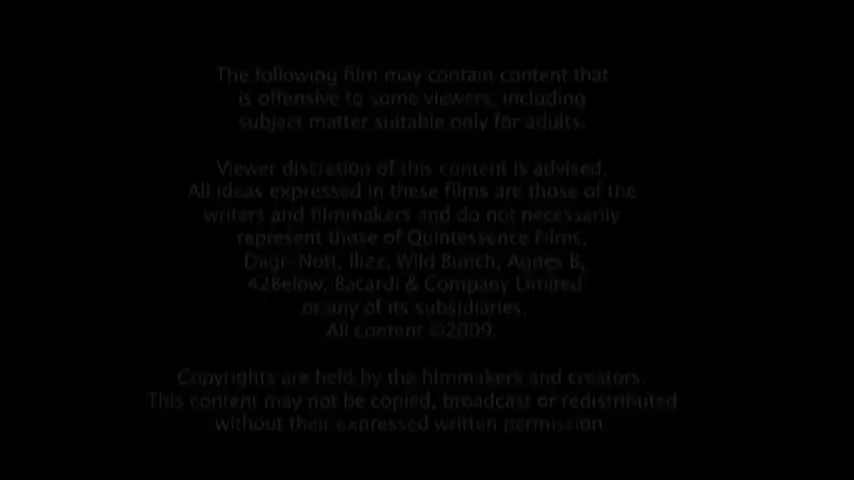 The following film may contain content that
is offensive to some viewers, including
subject matter suitable only for adults.
Viewer discretion of this content is advised.
All ideas expressed in these films are those of the
writers and filmmakers and do not necessarily
represent those of Quintessence Films,
Dagr-Nott, Ilizz, Wild Bunch, Agnes B,
42Below, Bacardi & Company Limited
or any of its subsidiaries.
All content ©2009.
Copyrights are held by the filmmakers and creators.
This content may not be copied, broadcast or redistributed
without their expressed written permission.